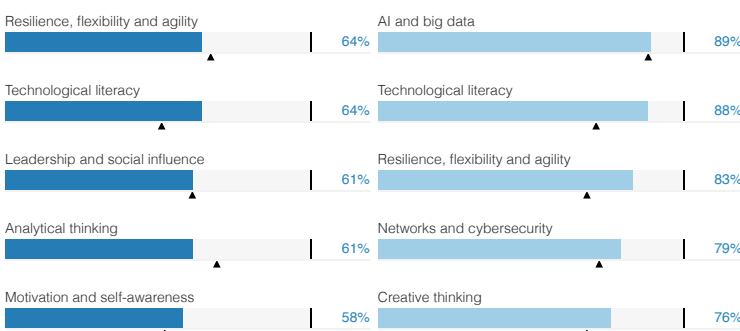 Resilience, flexibility and agility
64%
Technological literacy
64%
Leadership and social influence
61%
Analytical thinking
61%
Motivation and self-awareness
58%
AI and big data
89%
Technological literacy
88%
Resilience, flexibility and agility
83%
Networks and cybersecurity
79%
Creative thinking
76%